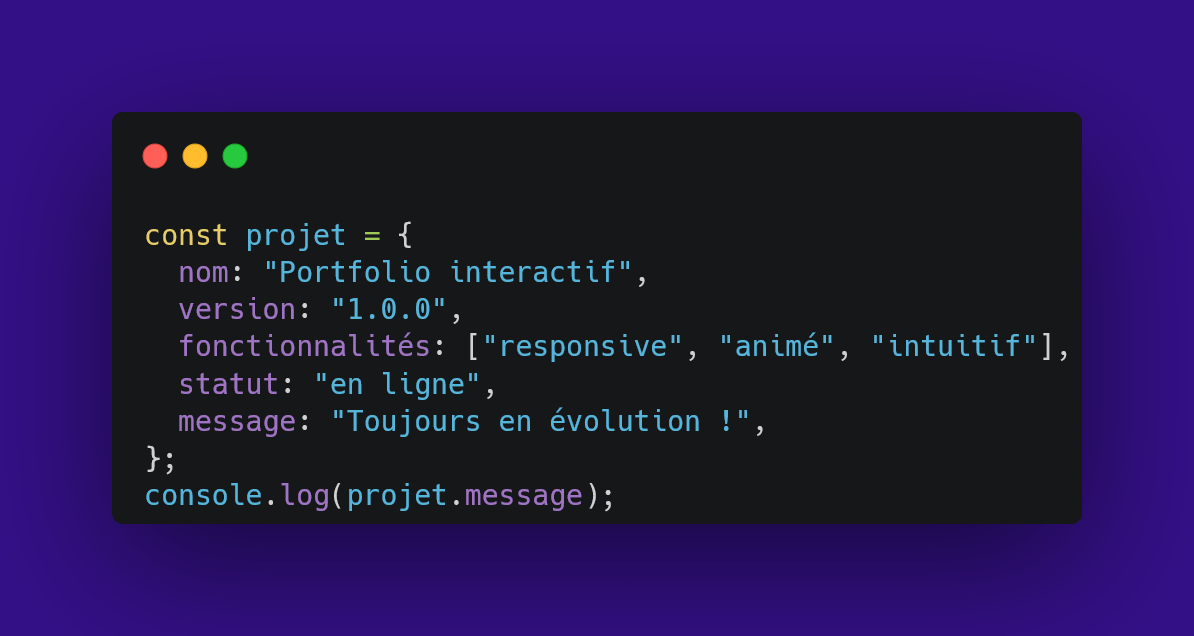 const projet = {
  nom: "Portfolio interactif",
  version: "1.0.0",
  fonctionnalités: ["responsive", "animé", "intuitif"],
  statut: "en ligne",
  message: "Toujours en évolution !",
};
console.log(projet.message);